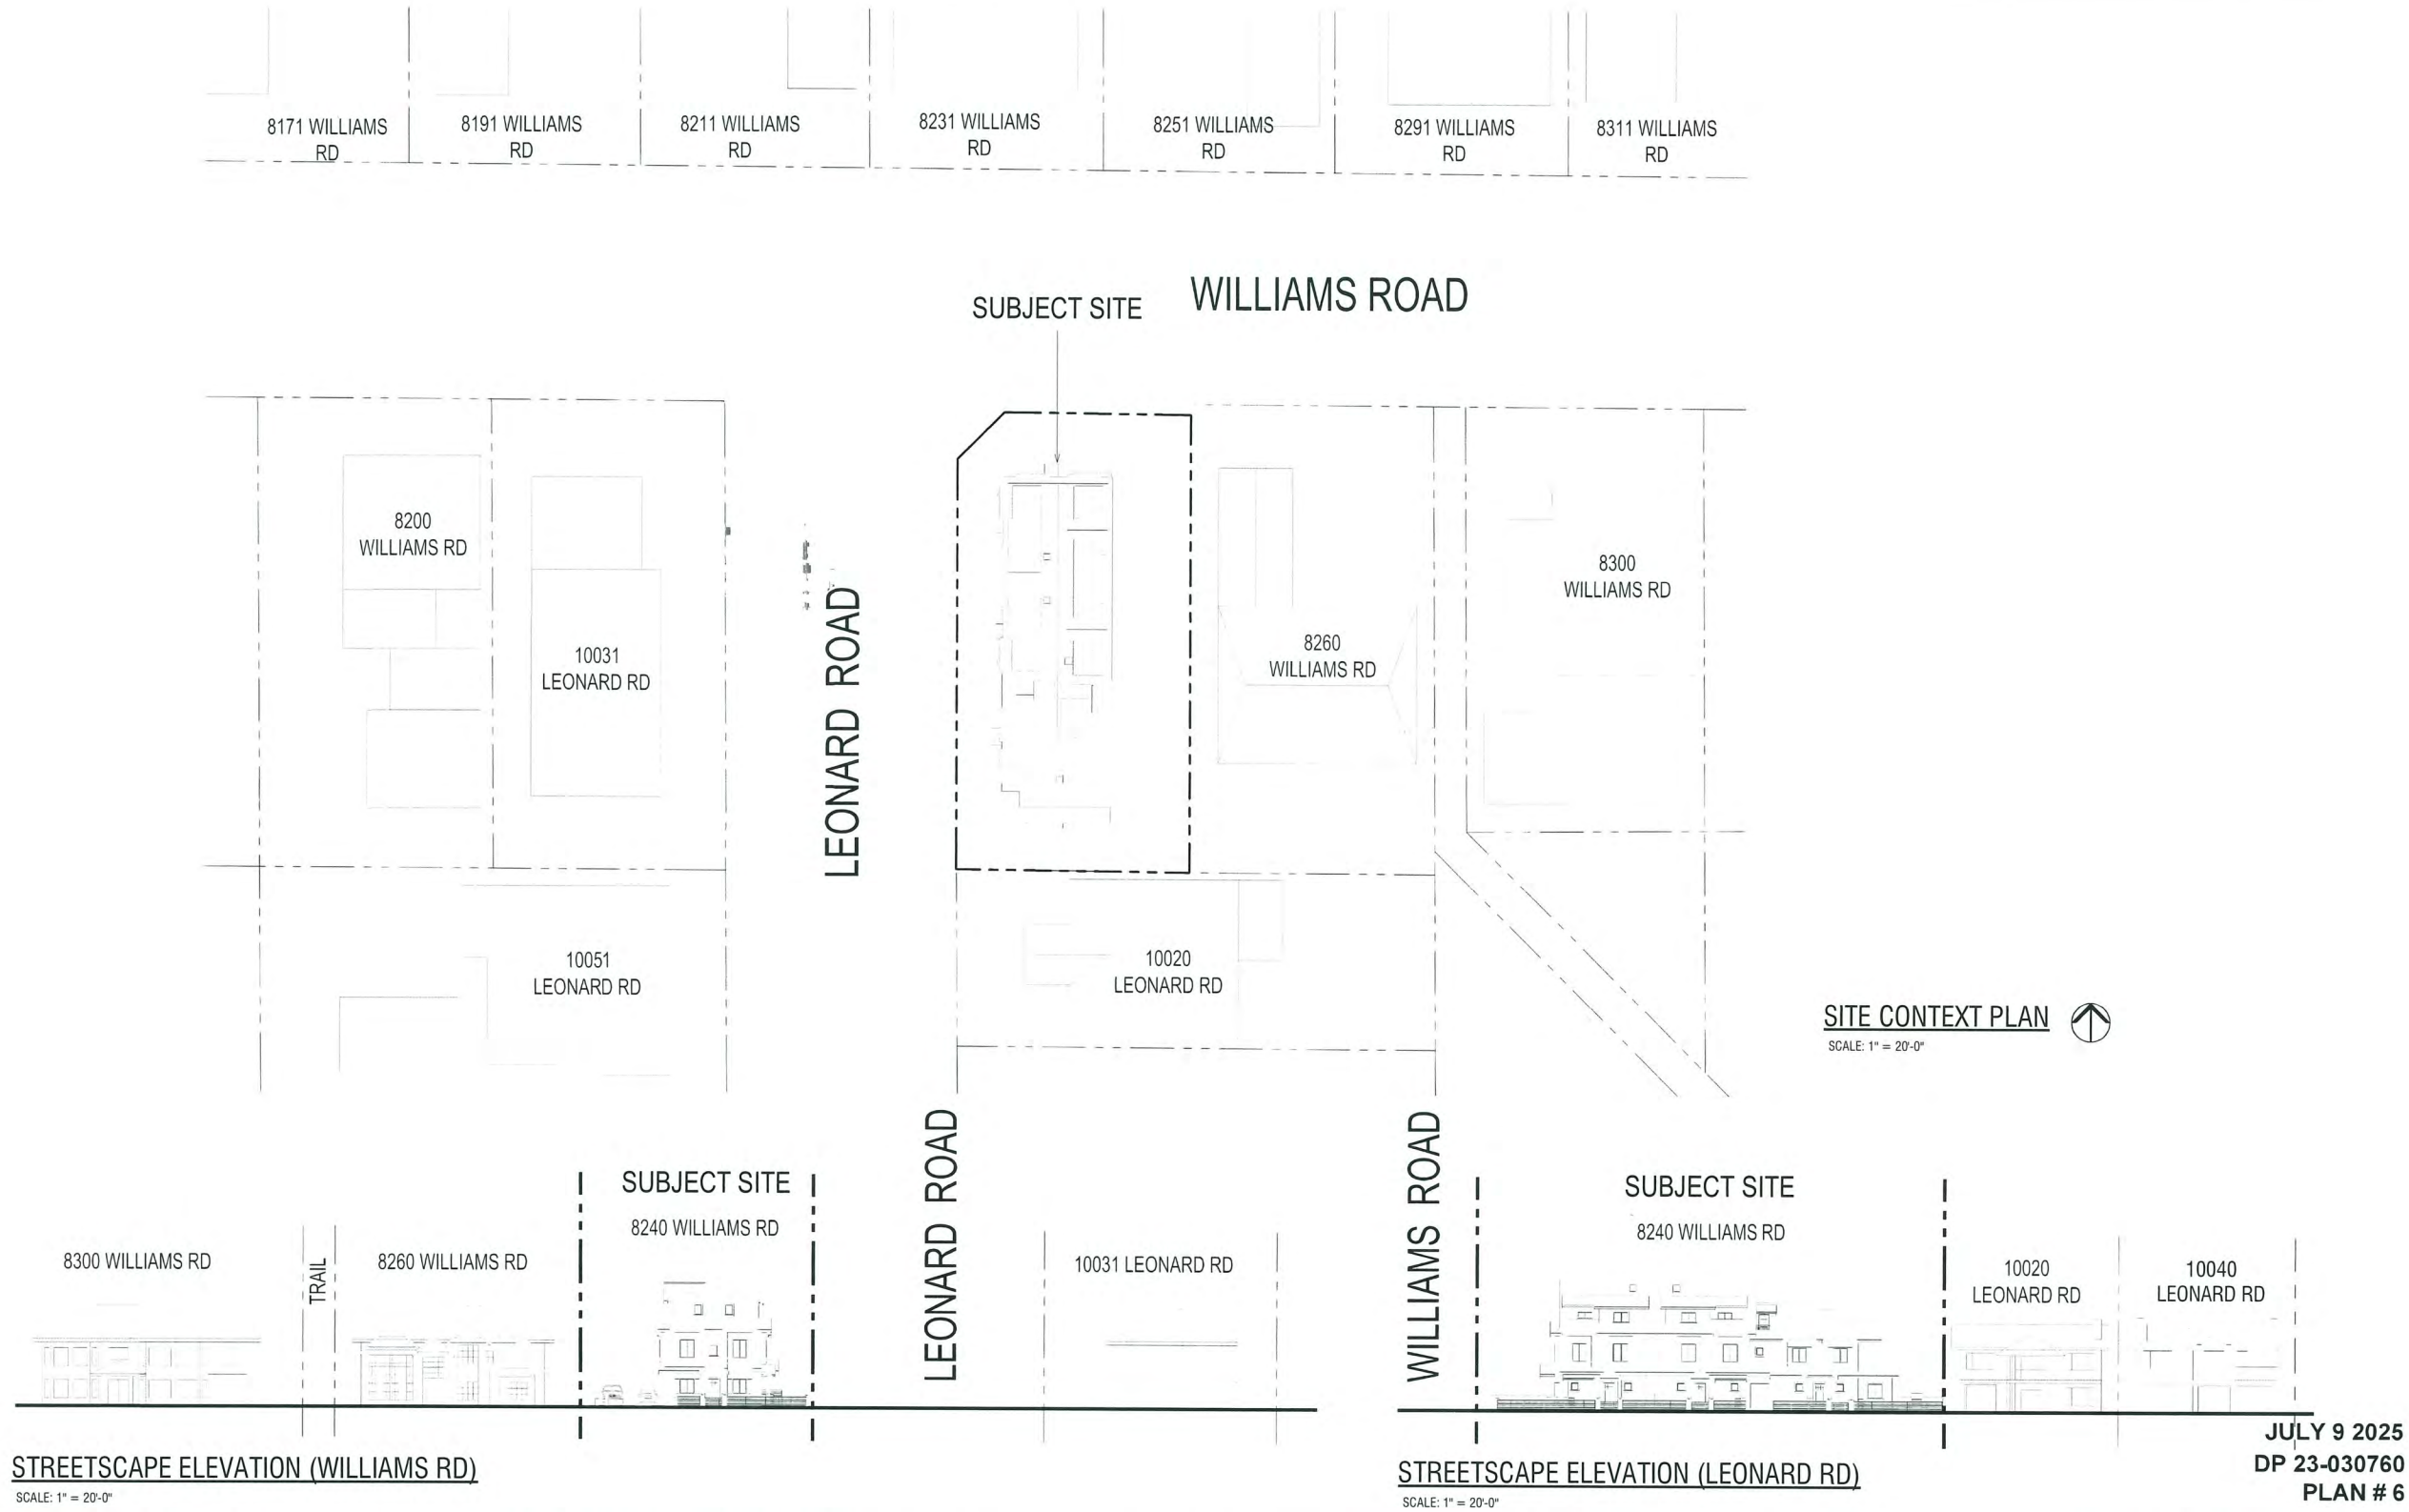 8171 WILLIAMS
RD
8191 WILLIAMS
RD
8211 WILLIAMS
RD
8231 WILLIAMS
RD
8251 WILLIAMS
RD
8291 WILLIAMS
RD
8311 WILLIAMS
RD
WILLIAMS ROAD
SUBJECT SITE
8200
WILLIAMS RD
10031
LEONARD RD
LEONARD ROAD
8260
WILLIAMS RD
8300
WILLIAMS RD
10051
LEONARD RD
10020
LEONARD RD
SITE CONTEXT PLAN
SCALE: 1" = 20'-0"
8300 WILLIAMS RD
TRAIL
8260 WILLIAMS RD
SUBJECT SITE
8240 WILLIAMS RD
LEONARD ROAD
10031 LEONARD RD
STREETSCAPE ELEVATION (WILLIAMS RD)
SCALE: 1" = 20'-0"
WILLIAMS ROAD
SUBJECT SITE
8240 WILLIAMS RD
10020
LEONARD RD
10040
LEONARD RD
STREETSCAPE ELEVATION (LEONARD RD)
SCALE: 1" = 20'-0"
JULY 9 2025
DP 23-030760
PLAN # 6